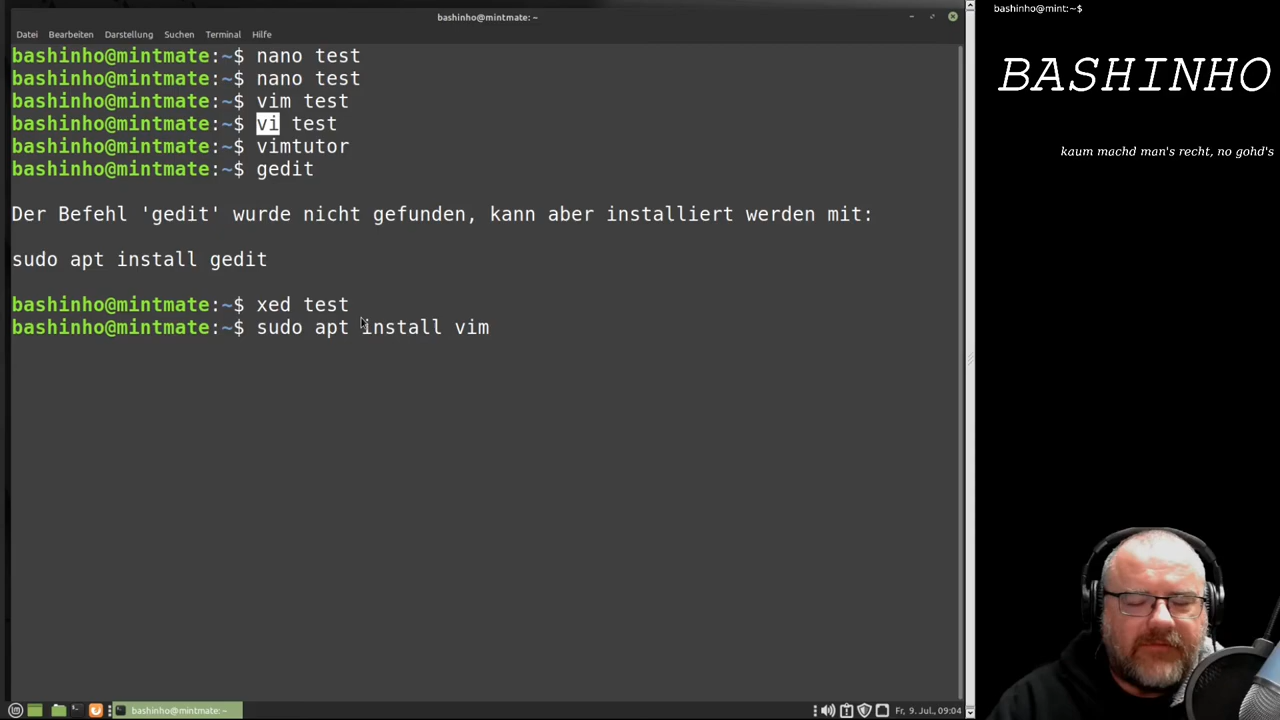 bashinho@mintmate: ~
Datei Bearbeiten Darstellung Suchen Terminal Hilfe
bashinho@mintmate:~$ nano test
bashinho@mintmate:~$ nano test
bashinho@mintmate:~$ vim test
bashinho@mintmate:~$ vi test
bashinho@mintmate:~$ vimtutor
bashinho@mintmate:~$ gedit
Der Befehl 'gedit' wurde nicht gefunden, kann aber installiert werden mit:
sudo apt install gedit
bashinho@mintmate:~$ xed test
bashinho@mintmate:~$ sudo apt install vim
bashinho@mintmate: ~
Fr, 9. Jul., 09:04
bashinho@mint:~$
BASHINHO
kaum machd man's recht, no gohd's